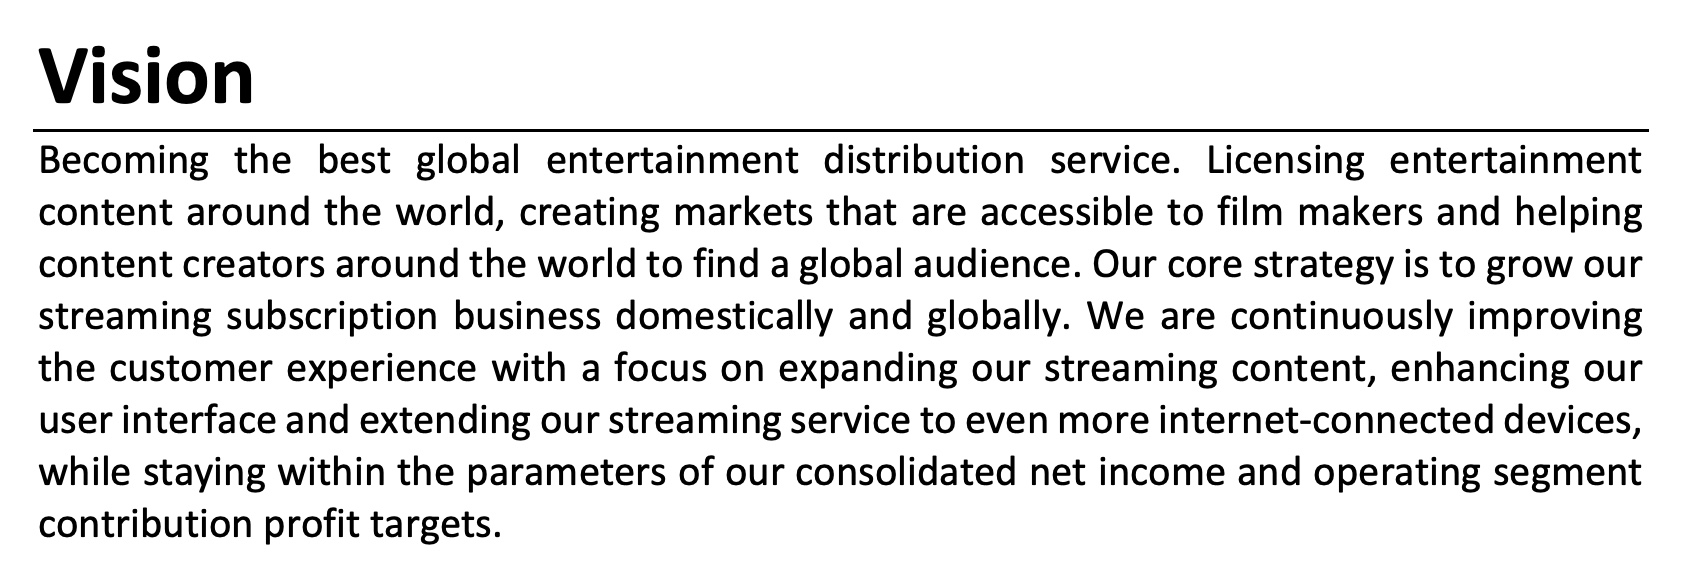 Vision
Becoming the best global entertainment distribution service. Licensing entertainment
content around the world, creating markets that are accessible to film makers and helping
content creators around the world to find a global audience. Our core strategy is to grow our
streaming subscription business domestically and globally. We are continuously improving
the customer experience with a focus on expanding our streaming content, enhancing our
user interface and extending our streaming service to even more internet-connected devices,
while staying within the parameters of our consolidated net income and operating segment
contribution profit targets.